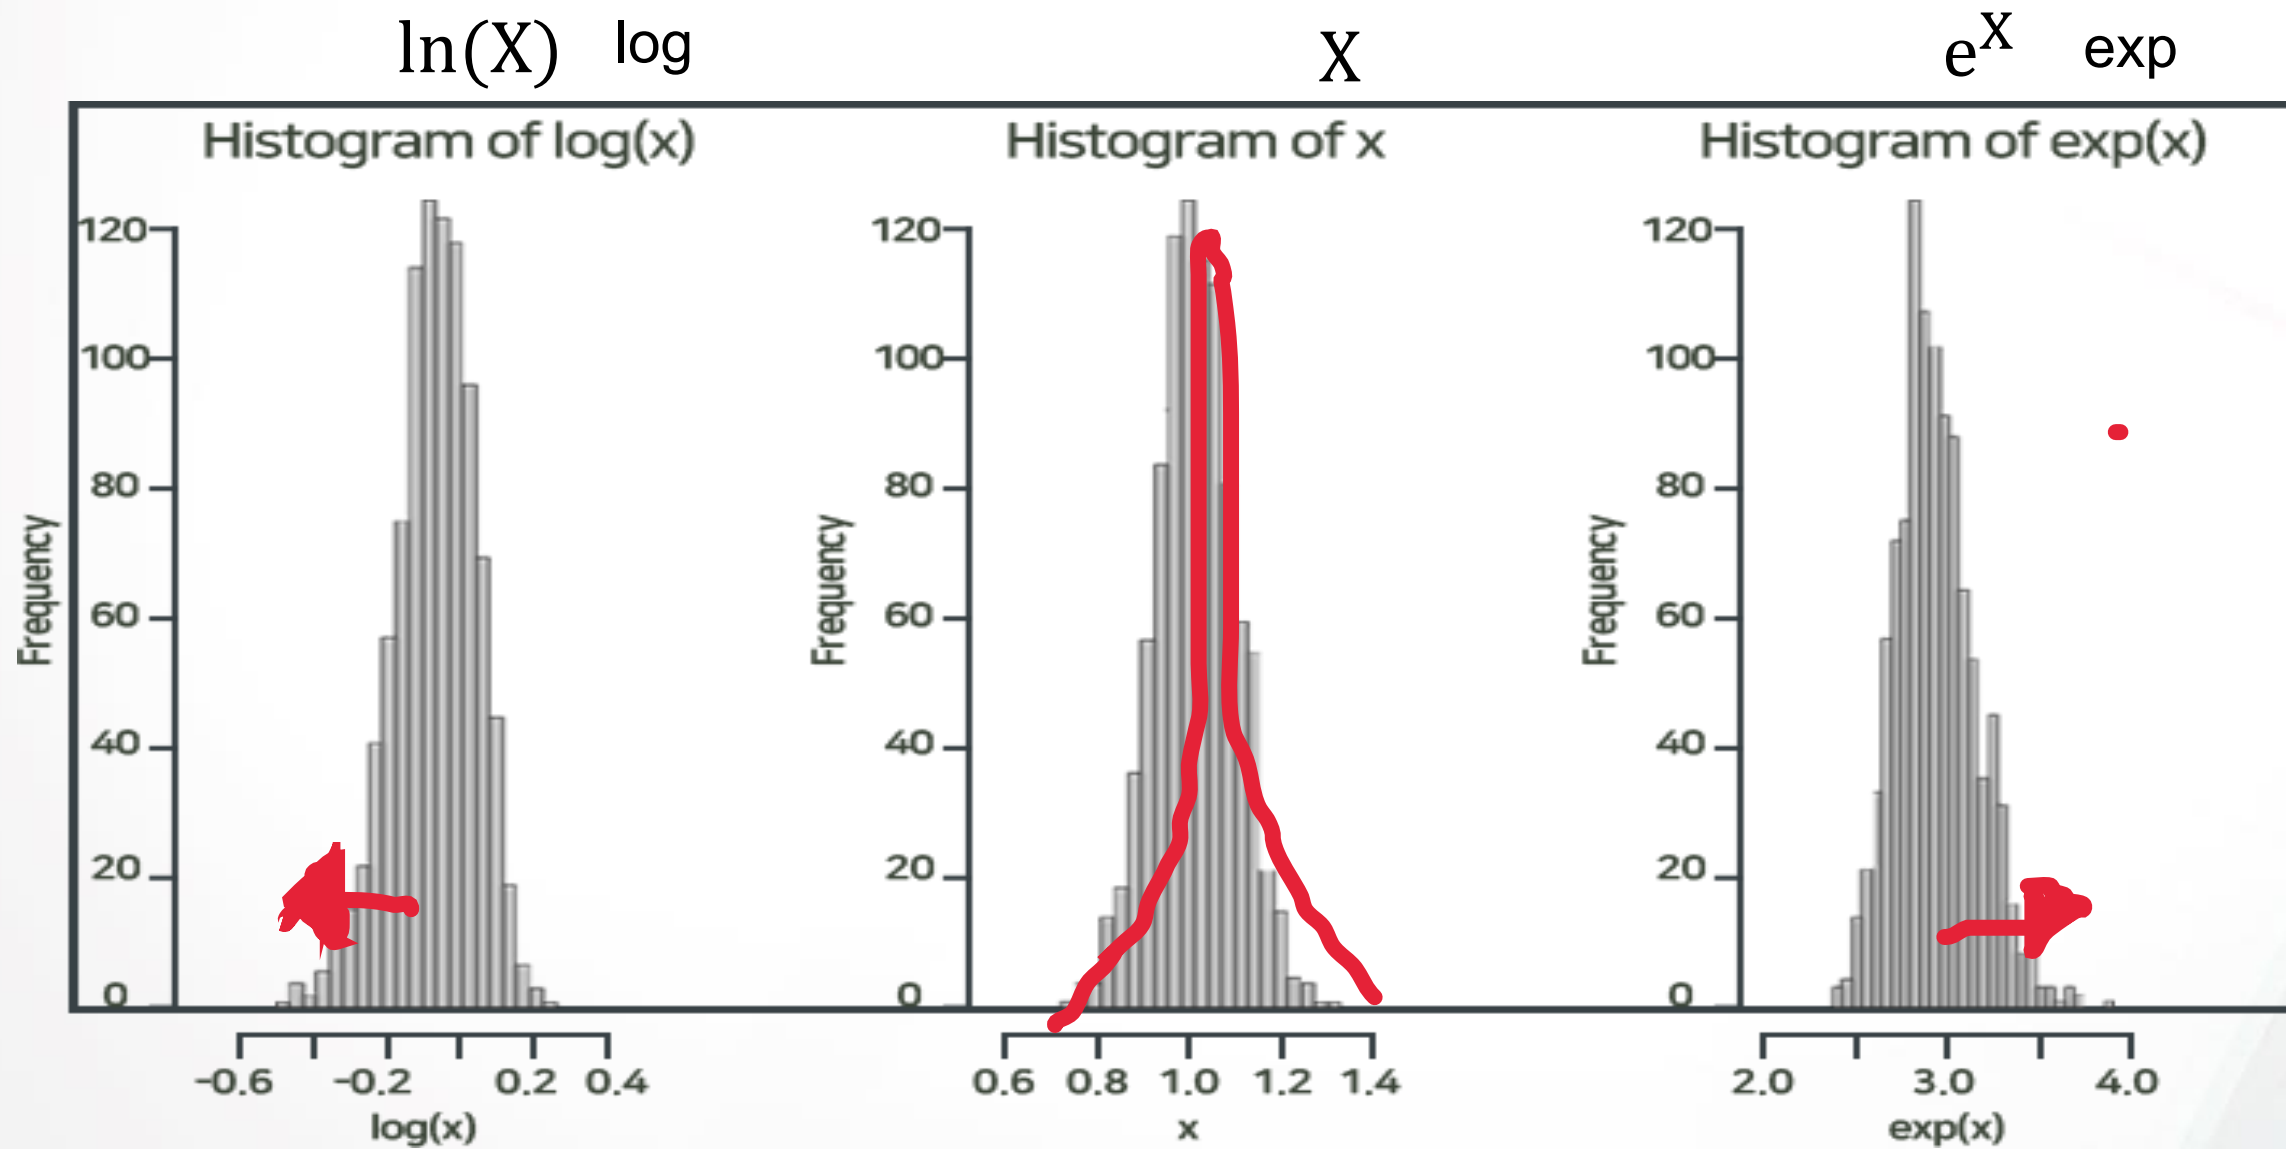 ln(X) log
X
e^X exp
Histogram of log(x)
Histogram of x
Histogram of exp(x)
Frequency
120
100
80
60
40
20
0
-0.6 -0.2 0.2 0.4
log(x)
Frequency
120
100
80
60
40
20
0
0.6 0.8 1.0 1.2 1.4
x
Frequency
120
100
80
60
40
20
0
2.0 3.0 4.0
exp(x)